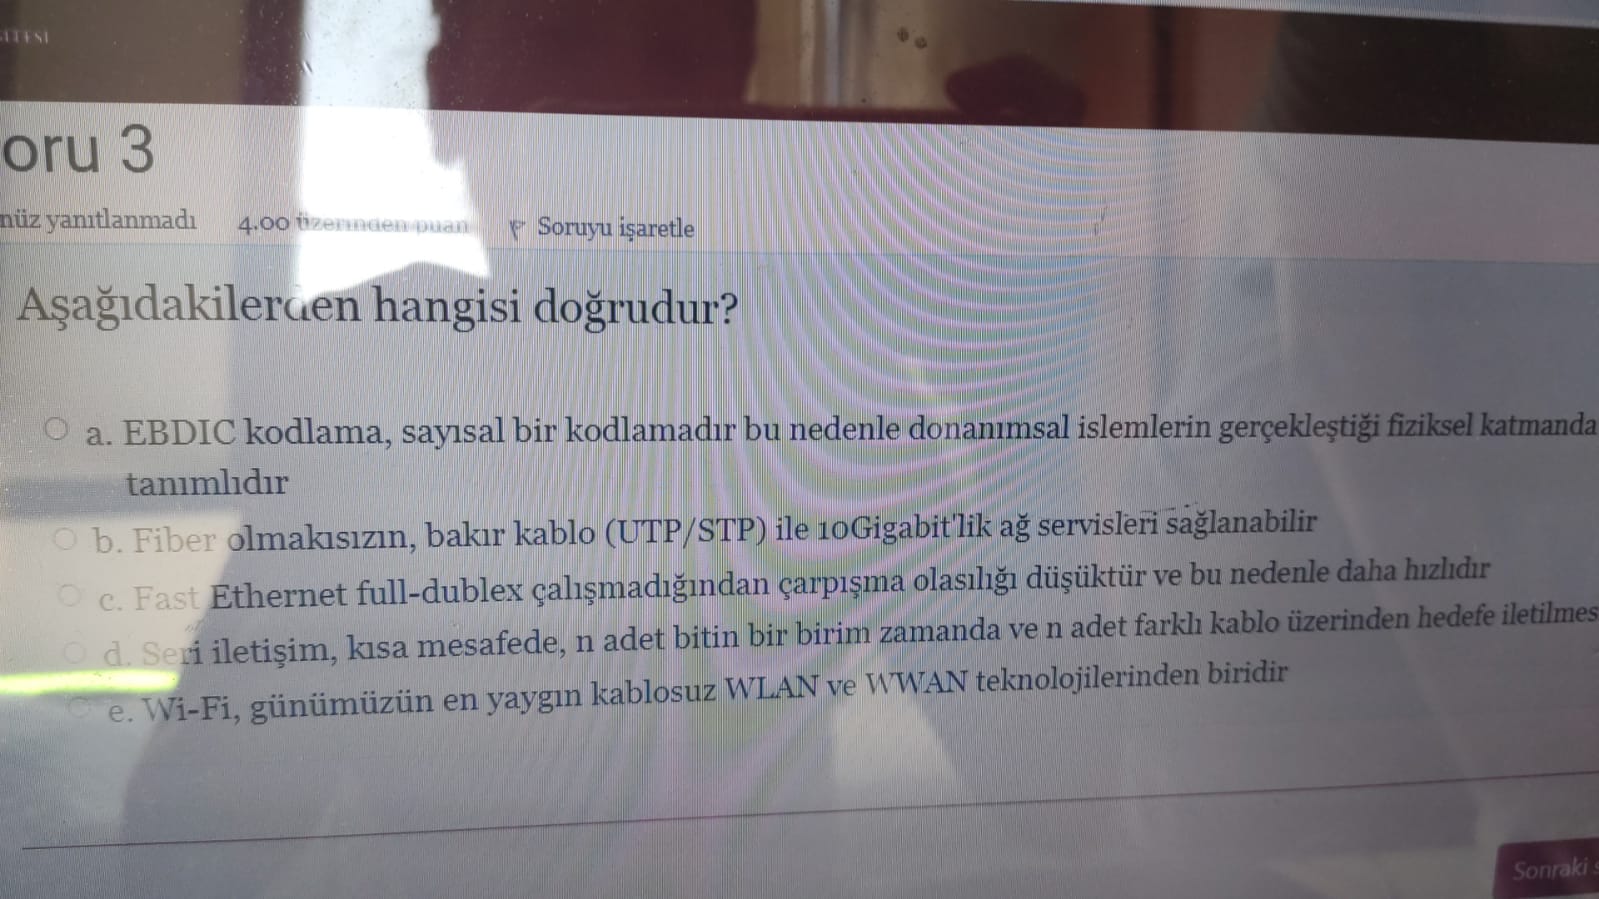 SİTESİ
oru 3
nüz yanıtlanmadı 4.00 üzerinden puan Soruyu işaretle
Aşağıdakilerden hangisi doğrudur?
a. EBDIC kodlama, sayısal bir kodlamadır bu nedenle donanımsal islemlerin gerçekleştiği fiziksel katmanda
tanımlıdır
b. Fiber olmakısızın, bakır kablo (UTP/STP) ile 10Gigabit'lik ağ servisleri sağlanabilir
c. Fast Ethernet full-dublex çalışmadığından çarpışma olasılığı düşüktür ve bu nedenle daha hızlıdır
d. Seri iletişim, kısa mesafede, n adet bitin bir birim zamanda ve n adet farklı kablo üzerinden hedefe iletilmes
e. Wi-Fi, günümüzün en yaygın kablosuz WLAN ve WWAN teknolojilerinden biridir
Sonraki s